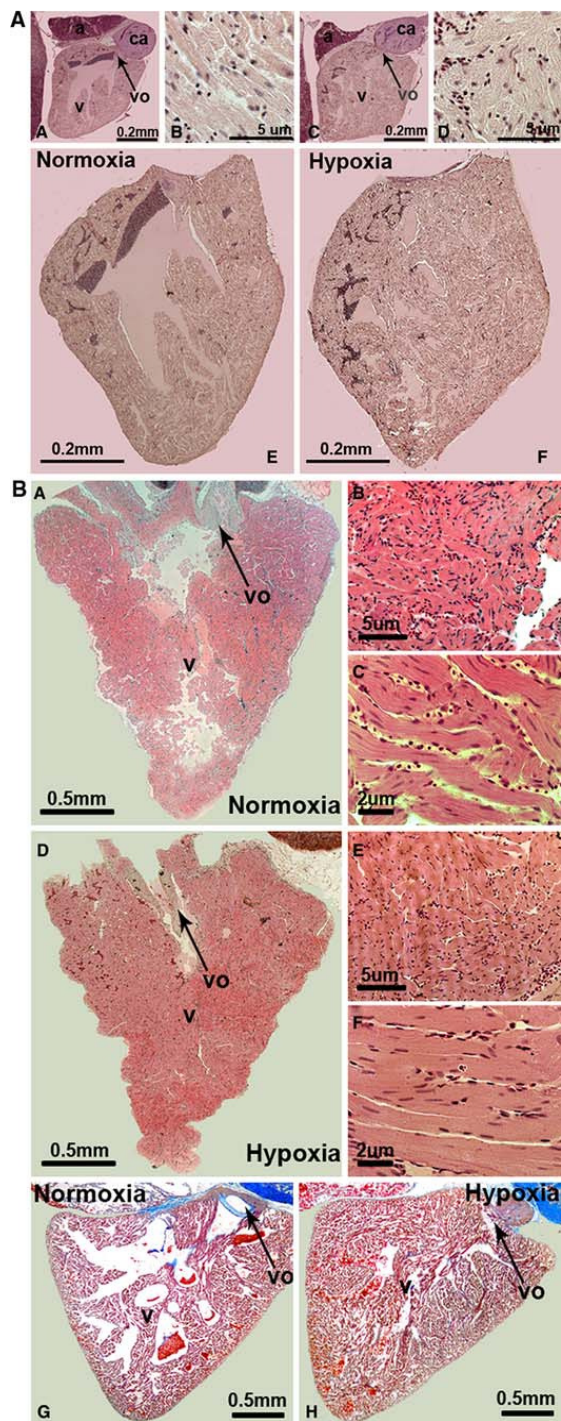 A
a
ca
vo
v
A
0.2mm
B
5 um
a
ca
vo
v
C
0.2mm
D
5 um
Normoxia
0.2mm
E
Hypoxia
0.2mm
F
B
A
vo
v
0.5mm
Normoxia
B
5um
C
2um
D
vo
v
0.5mm
Hypoxia
E
5um
F
2um
Normoxia
vo
v
G
0.5mm
Hypoxia
vo
v
H
0.5mm